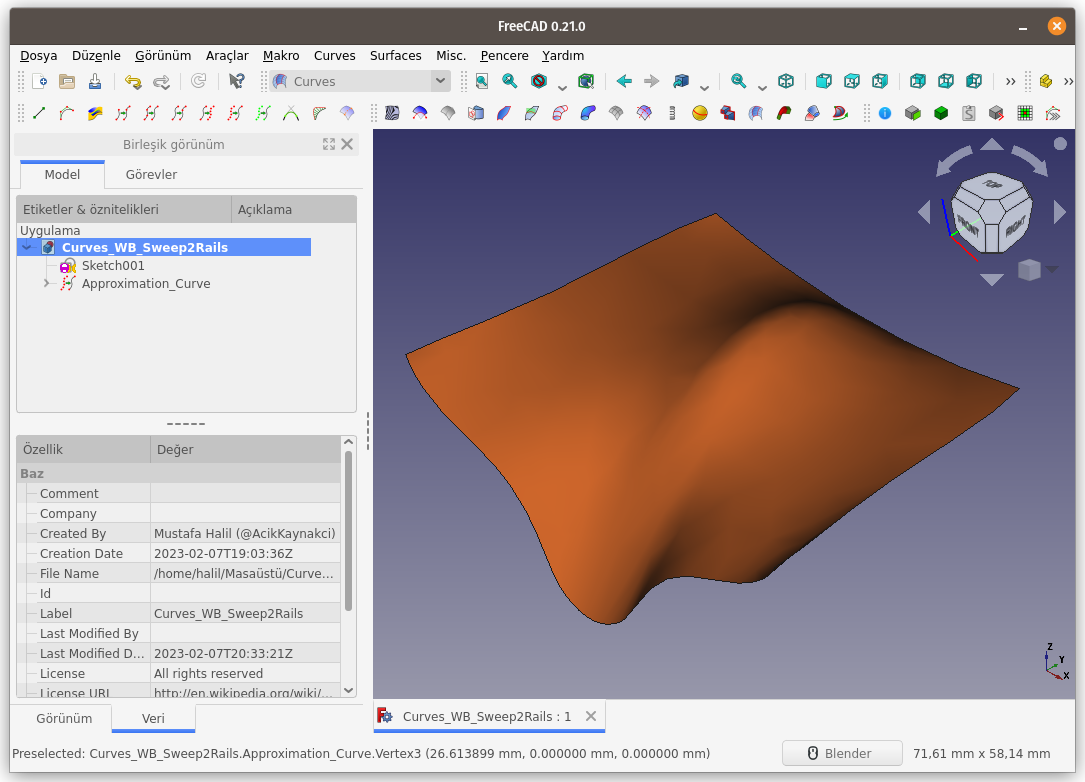 FreeCAD 0.21.0
Dosya Düzenle Görünüm Araçlar Makro Curves Surfaces Misc. Pencere Yardım
Curves
Birleşik görünüm
Model Görevler
Etiketler & öznitelikleri Açıklama
Uygulama
Curves_WB_Sweep2Rails
Sketch001
Approximation_Curve
Özellik Değer
Baz
Comment
Company
Created By Mustafa Halil (@AcikKaynakci)
Creation Date 2023-02-07T19:03:36Z
File Name /home/halil/Masaüstü/Curve...
Id
Label Curves_WB_Sweep2Rails
Last Modified By
Last Modified D... 2023-02-07T20:33:21Z
License All rights reserved
License URL http://en.wikipedia.org/wiki/...
Görünüm Veri
TOP
FRONT RIGHT
Z
Y
X
Curves_WB_Sweep2Rails : 1
Preselected: Curves_WB_Sweep2Rails.Approximation_Curve.Vertex3 (26.613899 mm, 0.000000 mm, 0.000000 mm) Blender 71,61 mm x 58,14 mm